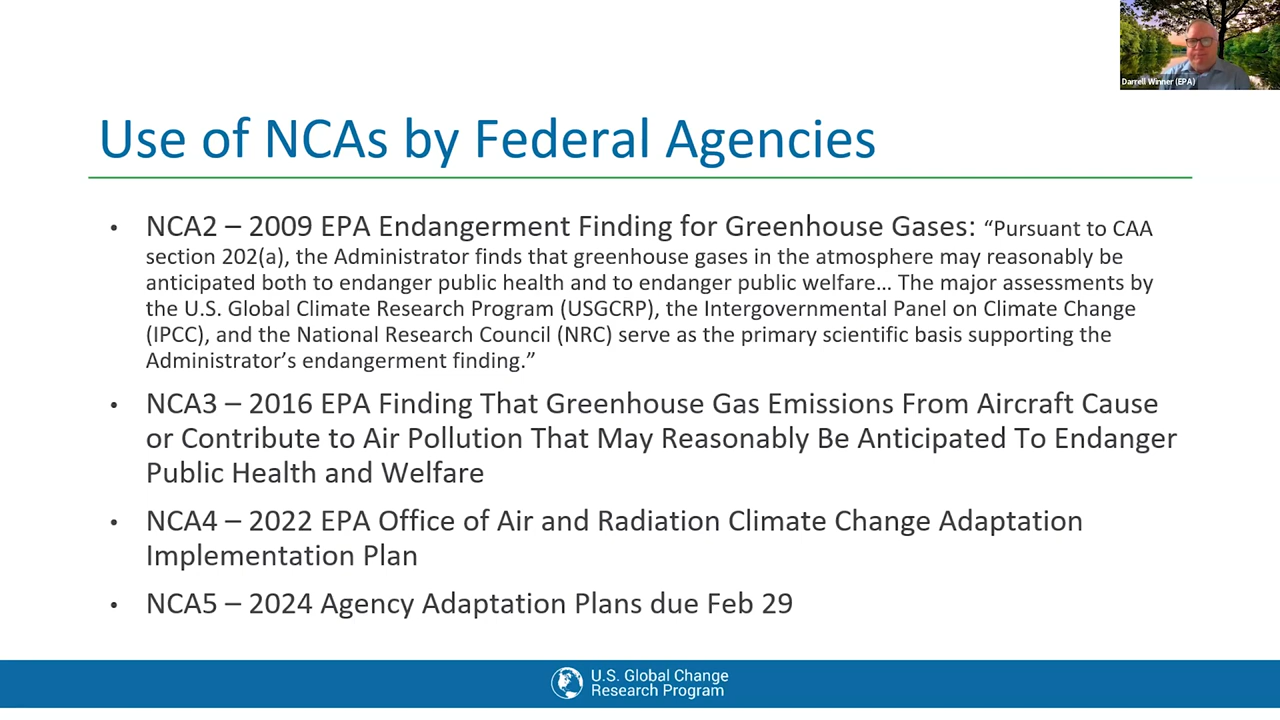 Darrell Winner (EPA)
Use of NCAs by Federal Agencies
• NCA2 – 2009 EPA Endangerment Finding for Greenhouse Gases: “Pursuant to CAA
section 202(a), the Administrator finds that greenhouse gases in the atmosphere may reasonably be
anticipated both to endanger public health and to endanger public welfare… The major assessments by
the U.S. Global Climate Research Program (USGCRP), the Intergovernmental Panel on Climate Change
(IPCC), and the National Research Council (NRC) serve as the primary scientific basis supporting the
Administrator’s endangerment finding.”
• NCA3 – 2016 EPA Finding That Greenhouse Gas Emissions From Aircraft Cause
or Contribute to Air Pollution That May Reasonably Be Anticipated To Endanger
Public Health and Welfare
• NCA4 – 2022 EPA Office of Air and Radiation Climate Change Adaptation
Implementation Plan
• NCA5 – 2024 Agency Adaptation Plans due Feb 29
U.S. Global Change
Research Program